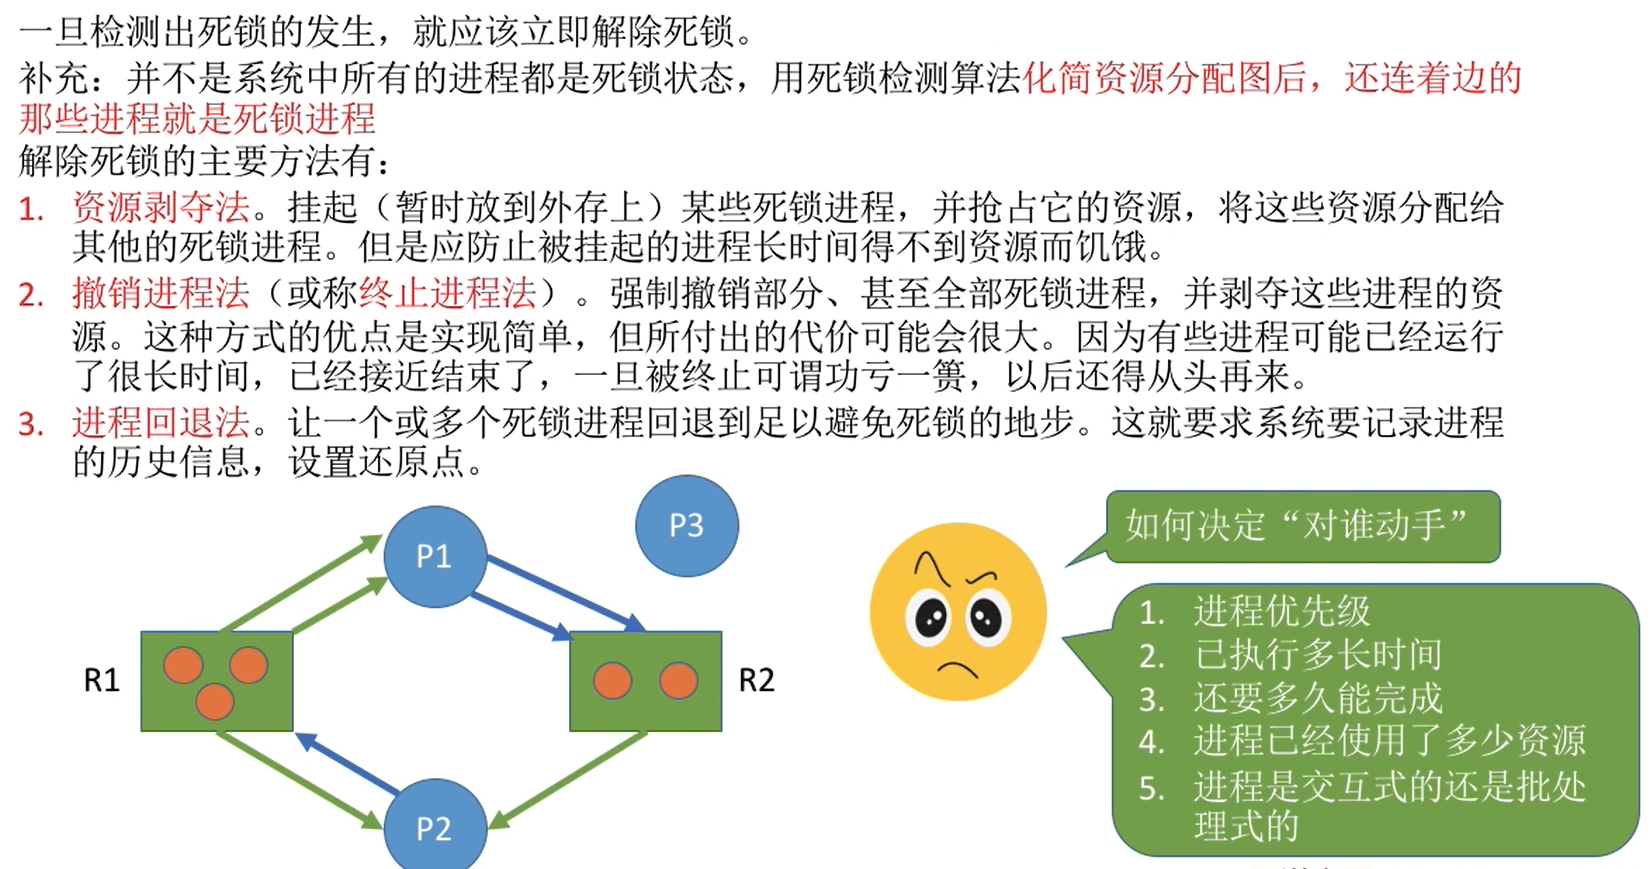 一旦检测出死锁的发生，就应该立即解除死锁。
补充：并不是系统中所有的进程都是死锁状态，用死锁检测算法化简资源分配图后，还连着边的
那些进程就是死锁进程
解除死锁的主要方法有：
1. 资源剥夺法。挂起（暂时放到外存上）某些死锁进程，并抢占它的资源，将这些资源分配给
其他的死锁进程。但是应防止被挂起的进程长时间得不到资源而饥饿。
2. 撤销进程法（或称终止进程法）。强制撤销部分、甚至全部死锁进程，并剥夺这些进程的资
源。这种方式的优点是实现简单，但所付出的代价可能会很大。因为有些进程可能已经运行
了很长时间，已经接近结束了，一旦被终止可谓功亏一篑，以后还得从头再来。
3. 进程回退法。让一个或多个死锁进程回退到足以避免死锁的地步。这就要求系统要记录进程
的历史信息，设置还原点。
P1
P3
R1
R2
P2
如何决定“对谁动手”
1. 进程优先级
2. 已执行多长时间
3. 还要多久能完成
4. 进程已经使用了多少资源
5. 进程是交互式的还是批处
理式的